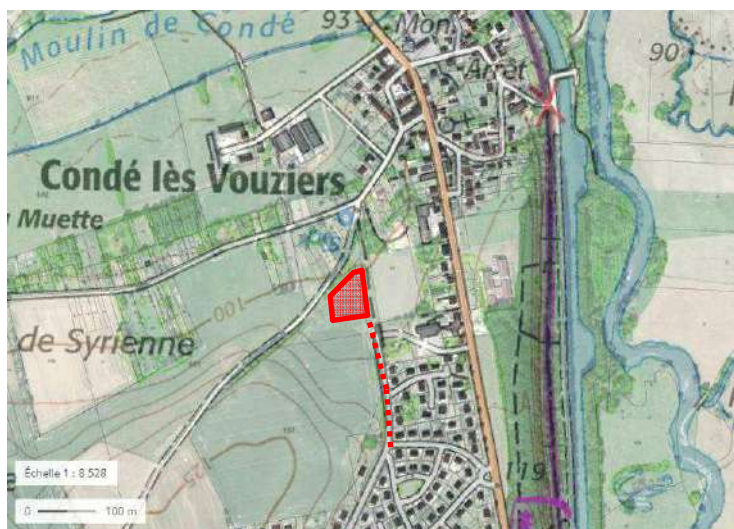 93
Mon.
Moulin de Condé
Arrêt
90
Condé lès Vouziers
Muette
100
de Syrienne
125
119
Échelle 1 : 8 528
0 100 m